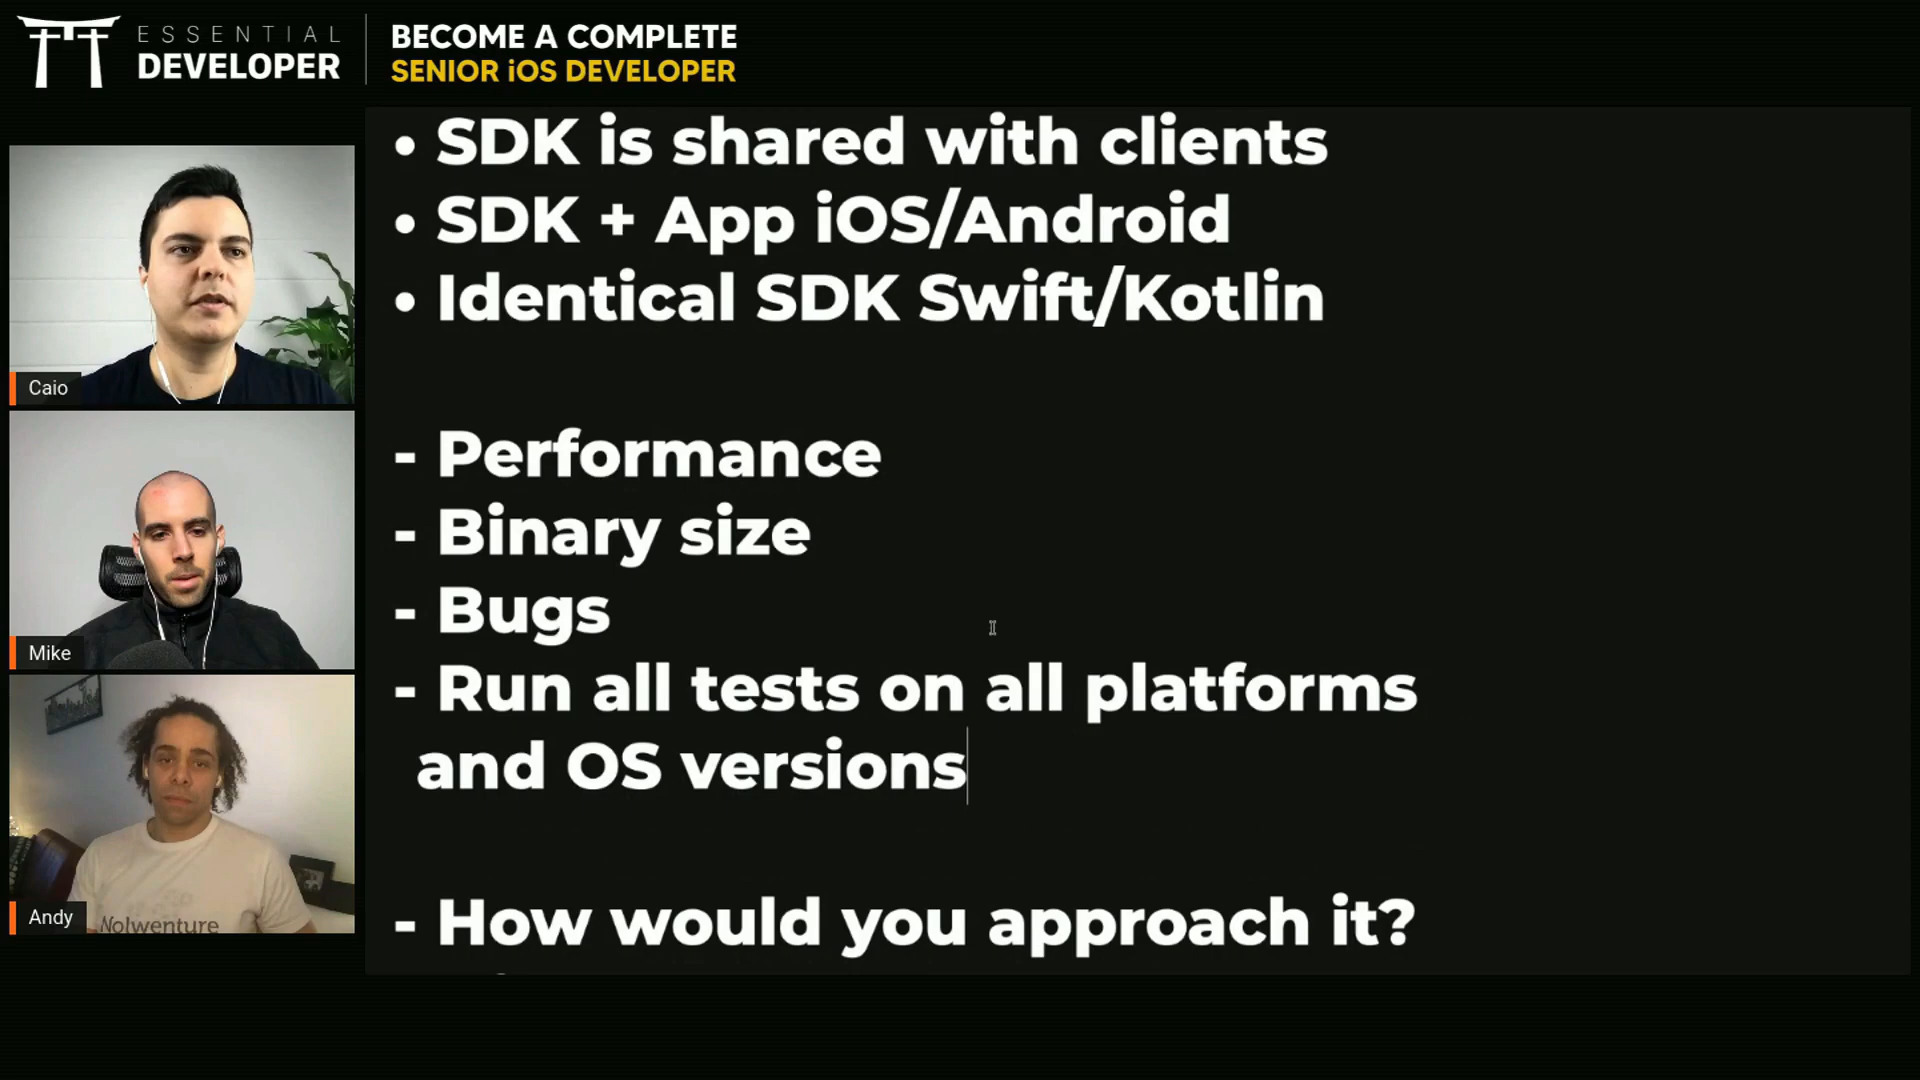 ESSENTIAL
DEVELOPER
BECOME A COMPLETE
SENIOR iOS DEVELOPER
• SDK is shared with clients
• SDK + App iOS/Android
• Identical SDK Swift/Kotlin
- Performance
- Binary size
- Bugs
- Run all tests on all platforms
and OS versions
- How would you approach it?
Caio
Mike
Andy
Wolwenture